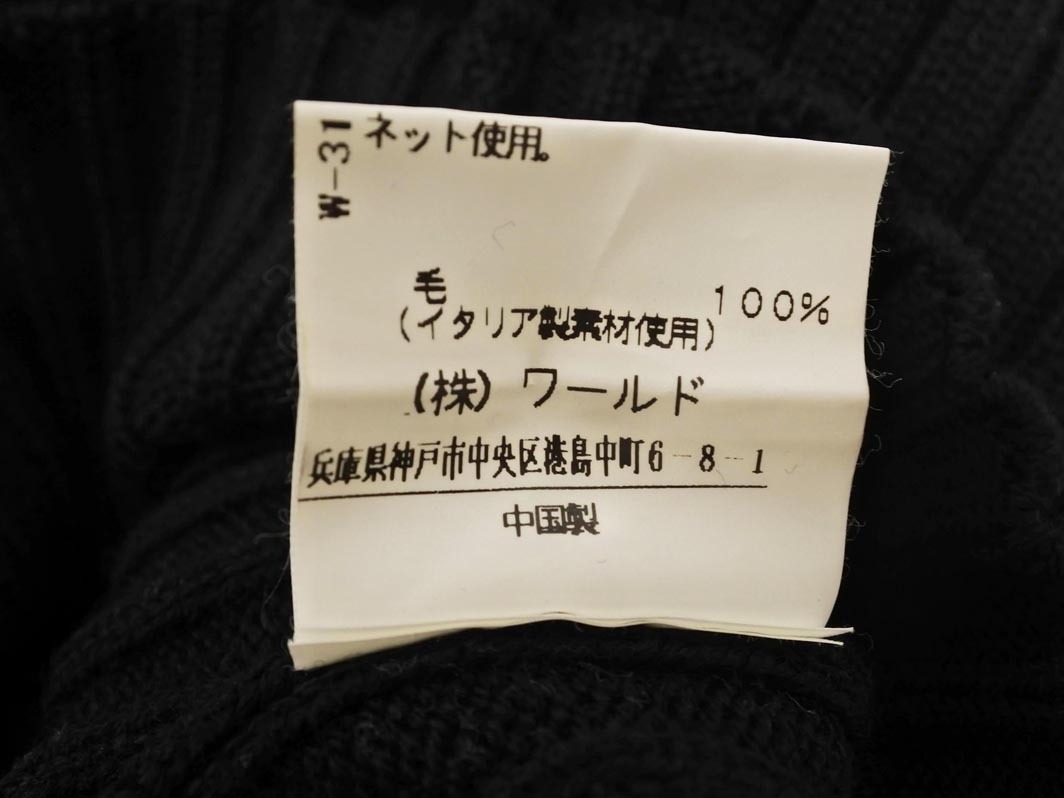 W-31
ネット使用。
毛 100%
(イタリア製素材使用)
(株) ワールド
兵庫県神戸市中央区港島中町6-8-1
中国製